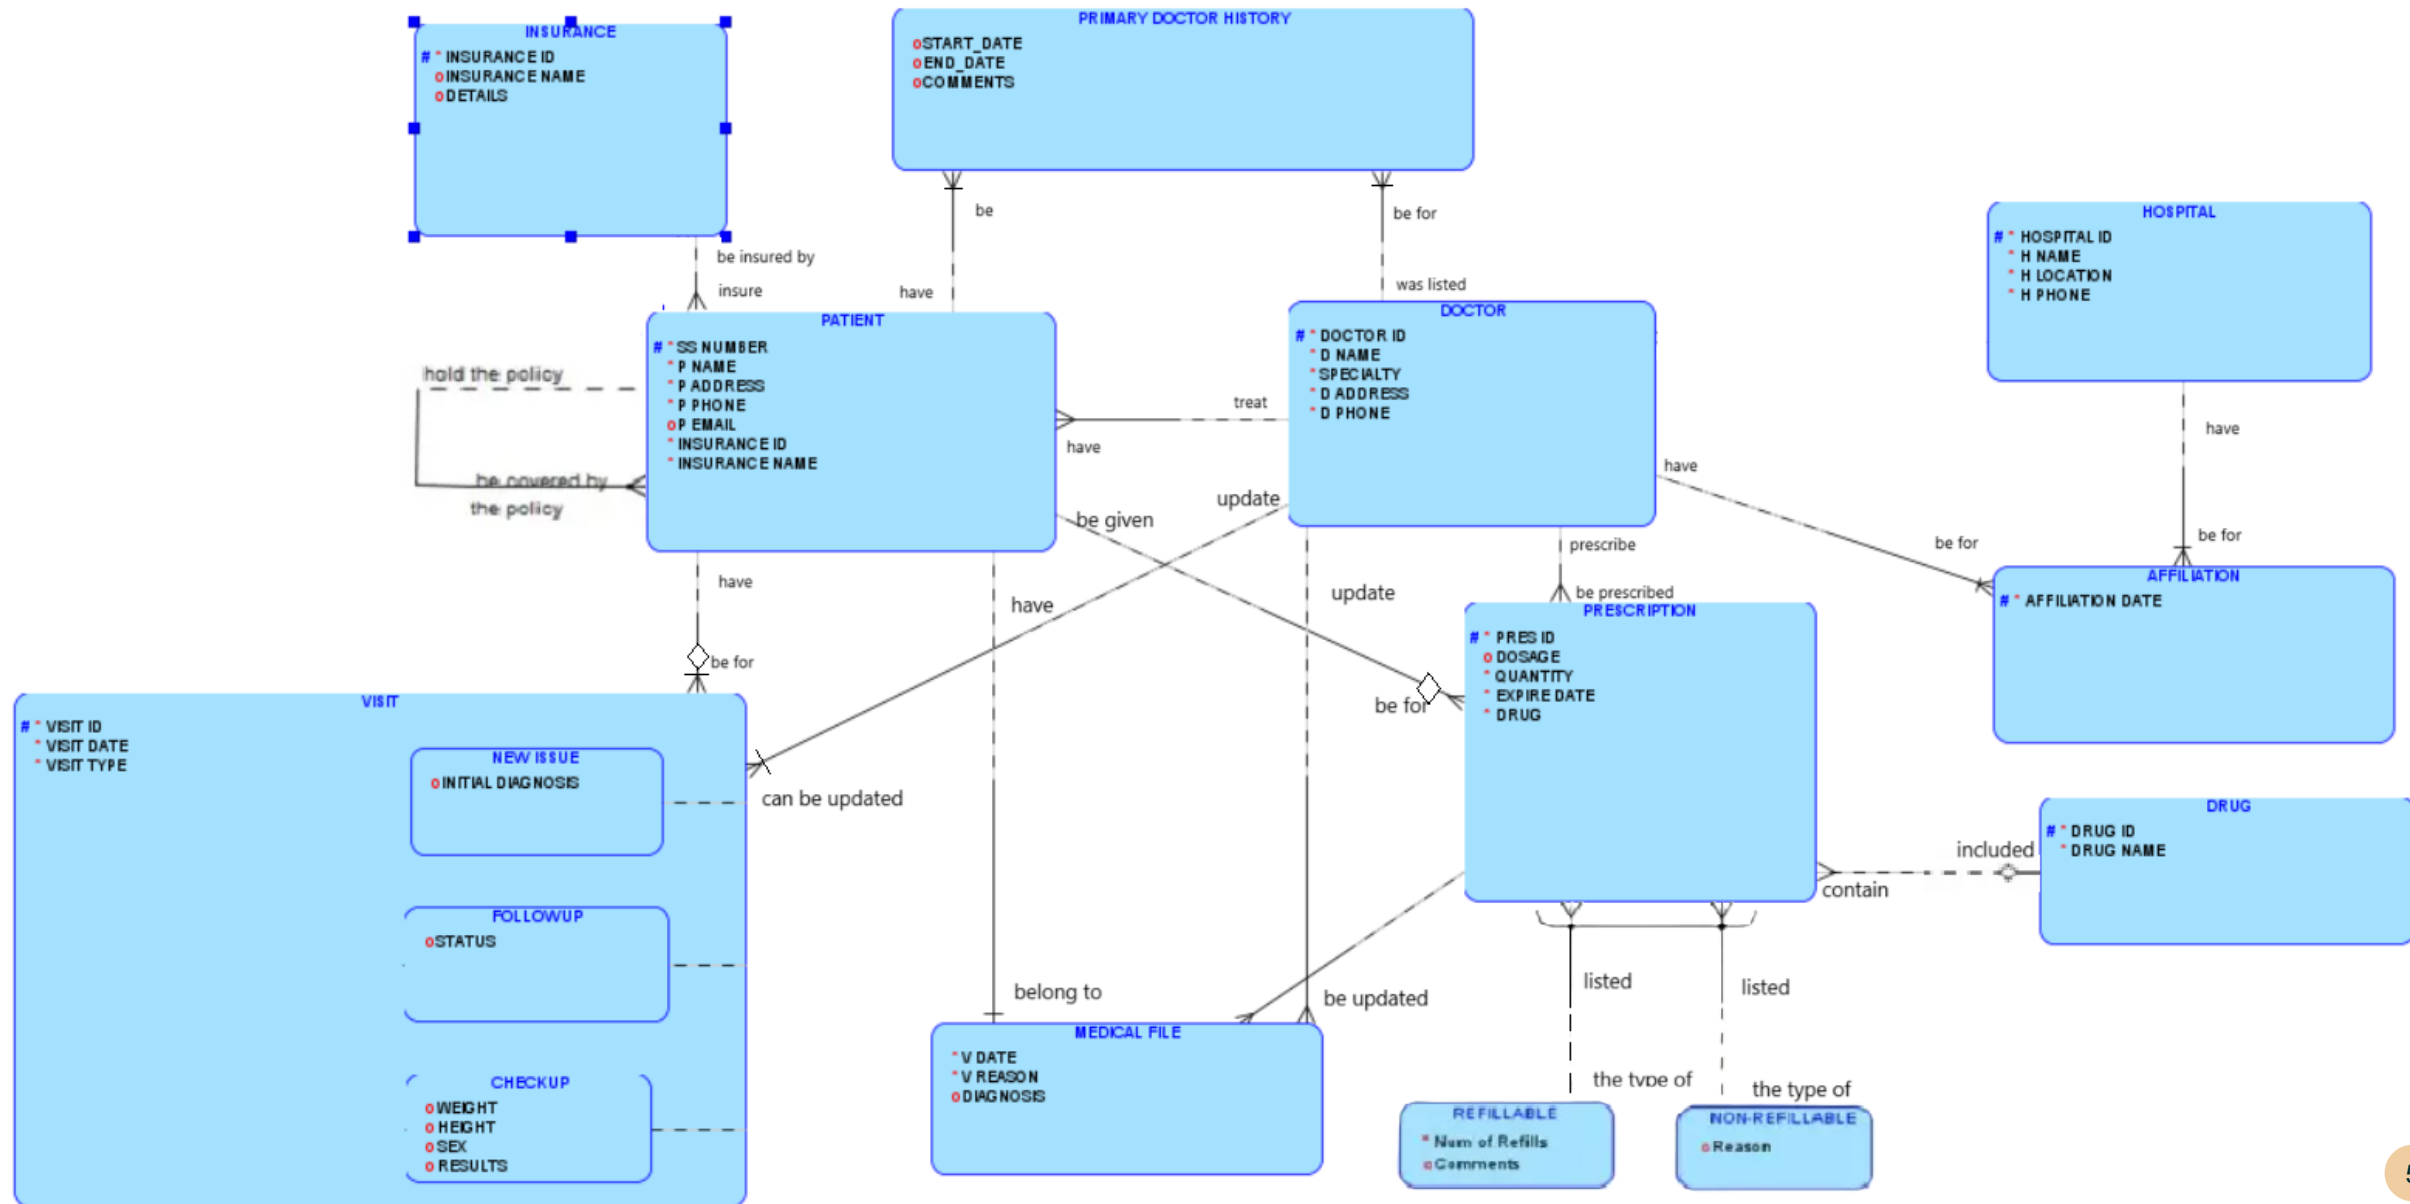 INSURANCE
# * INSURANCE ID
o INSURANCE NAME
o DETAILS
PRIMARY DOCTOR HISTORY
o START_DATE
o END_DATE
o COMMENTS
be
be for
be insured by
insure
have
was listed
HOSPITAL
# * HOSPITAL ID
* H NAME
* H LOCATION
* H PHONE
PATIENT
# * SS NUMBER
* P NAME
* P ADDRESS
* P PHONE
o P EMAIL
* INSURANCE ID
* INSURANCE NAME
DOCTOR
# * DOCTOR ID
* D NAME
* SPECIALTY
* D ADDRESS
* D PHONE
hold the policy
be covered by
the policy
treat
have
update
be given
have
be for
have
be for
AFFILIATION
# * AFFILIATION DATE
have
have
update
prescribe
be prescribed
PRESCRIPTION
# * PRES ID
o DOSAGE
* QUANTITY
* EXPIRE DATE
* DRUG
be for
be for
VISIT
# * VISIT ID
* VISIT DATE
* VISIT TYPE
NEW ISSUE
o INITIAL DIAGNOSIS
can be updated
FOLLOWUP
o STATUS
CHECKUP
o WEIGHT
o HEIGHT
o SEX
o RESULTS
DRUG
# * DRUG ID
* DRUG NAME
included
contain
belong to
be updated
listed
listed
MEDICAL FILE
* V DATE
* V REASON
o DIAGNOSIS
the type of
the type of
REFILLABLE
* Num of Refills
o Comments
NON-REFILLABLE
o Reason
5